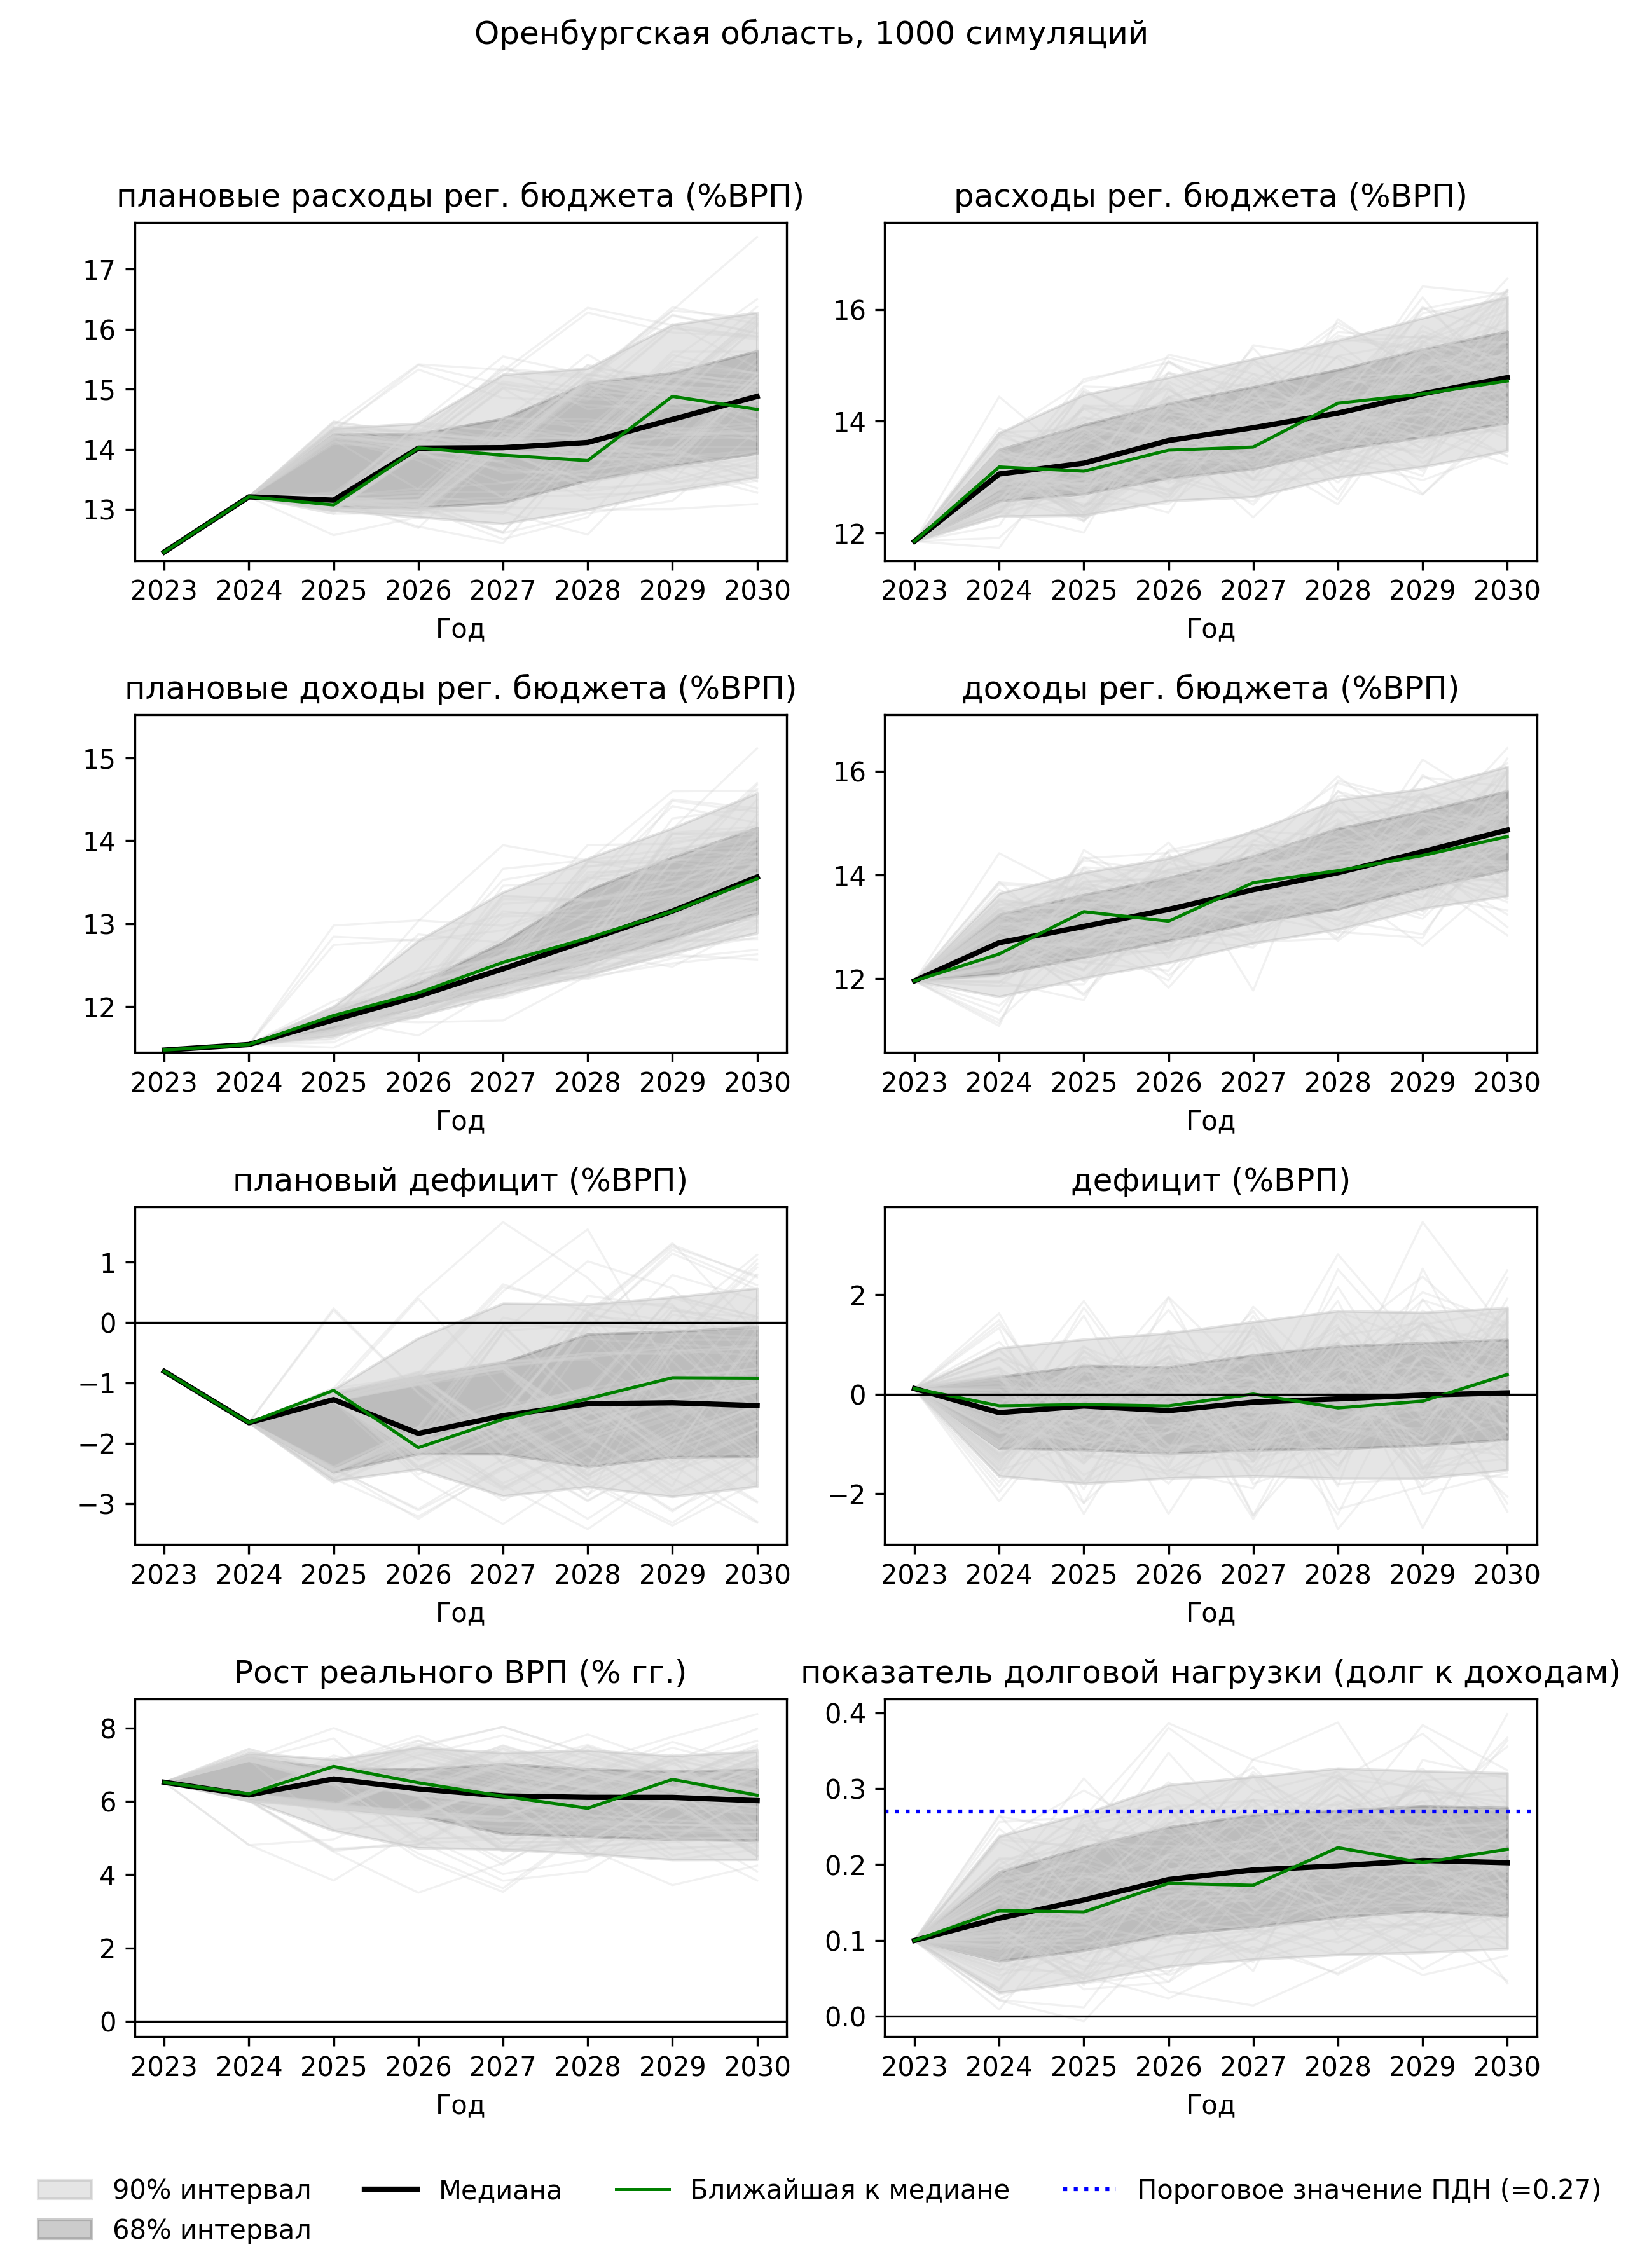 Оренбургская область, 1000 симуляций
плановые расходы рег. бюджета (%ВРП)
17
16
15
14
13
2023 2024 2025 2026 2027 2028 2029 2030
Год
расходы рег. бюджета (%ВРП)
16
14
12
2023 2024 2025 2026 2027 2028 2029 2030
Год
плановые доходы рег. бюджета (%ВРП)
15
14
13
12
2023 2024 2025 2026 2027 2028 2029 2030
Год
доходы рег. бюджета (%ВРП)
16
14
12
2023 2024 2025 2026 2027 2028 2029 2030
Год
плановый дефицит (%ВРП)
1
0
−1
−2
−3
2023 2024 2025 2026 2027 2028 2029 2030
Год
дефицит (%ВРП)
2
0
−2
2023 2024 2025 2026 2027 2028 2029 2030
Год
Рост реального ВРП (% гг.)
8
6
4
2
0
2023 2024 2025 2026 2027 2028 2029 2030
Год
показатель долговой нагрузки (долг к доходам)
0.4
0.3
0.2
0.1
0.0
2023 2024 2025 2026 2027 2028 2029 2030
Год
90% интервал
68% интервал
Медиана
Ближайшая к медиане
Пороговое значение ПДН (=0.27)